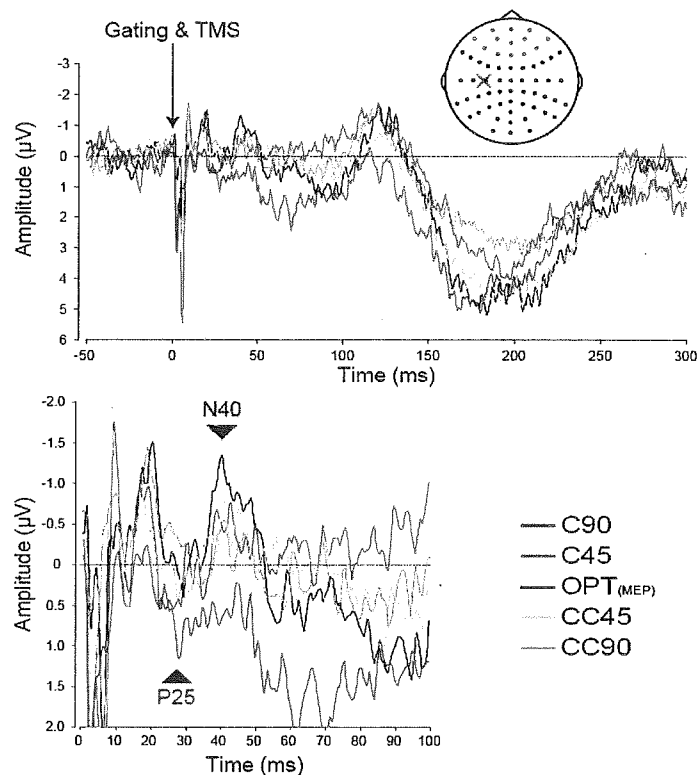 Gating & TMS
-3
-2
-1
0
1
2
3
4
5
6
Amplitude (µV)
-50 0 50 100 150 200 250 300
Time (ms)
-2.0
-1.5
-1.0
-0.5
0
0.5
1.0
1.5
2.0
Amplitude (µV)
N40
P25
0 10 20 30 40 50 60 70 80 90 100
Time (ms)
C90
C45
OPT(MEP)
CC45
CC90